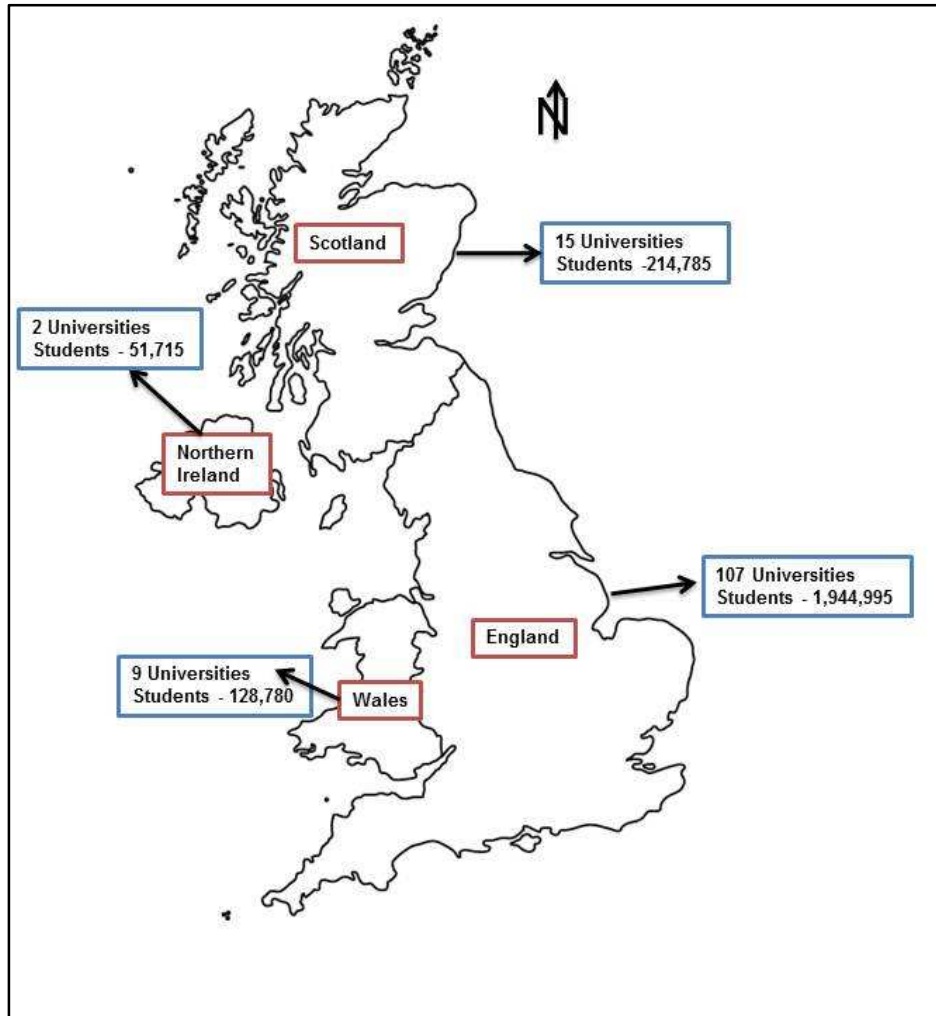 N
Scotland
15 Universities
Students -214,785
2 Universities
Students - 51,715
Northern
Ireland
107 Universities
Students - 1,944,995
England
9 Universities
Students - 128,780
Wales